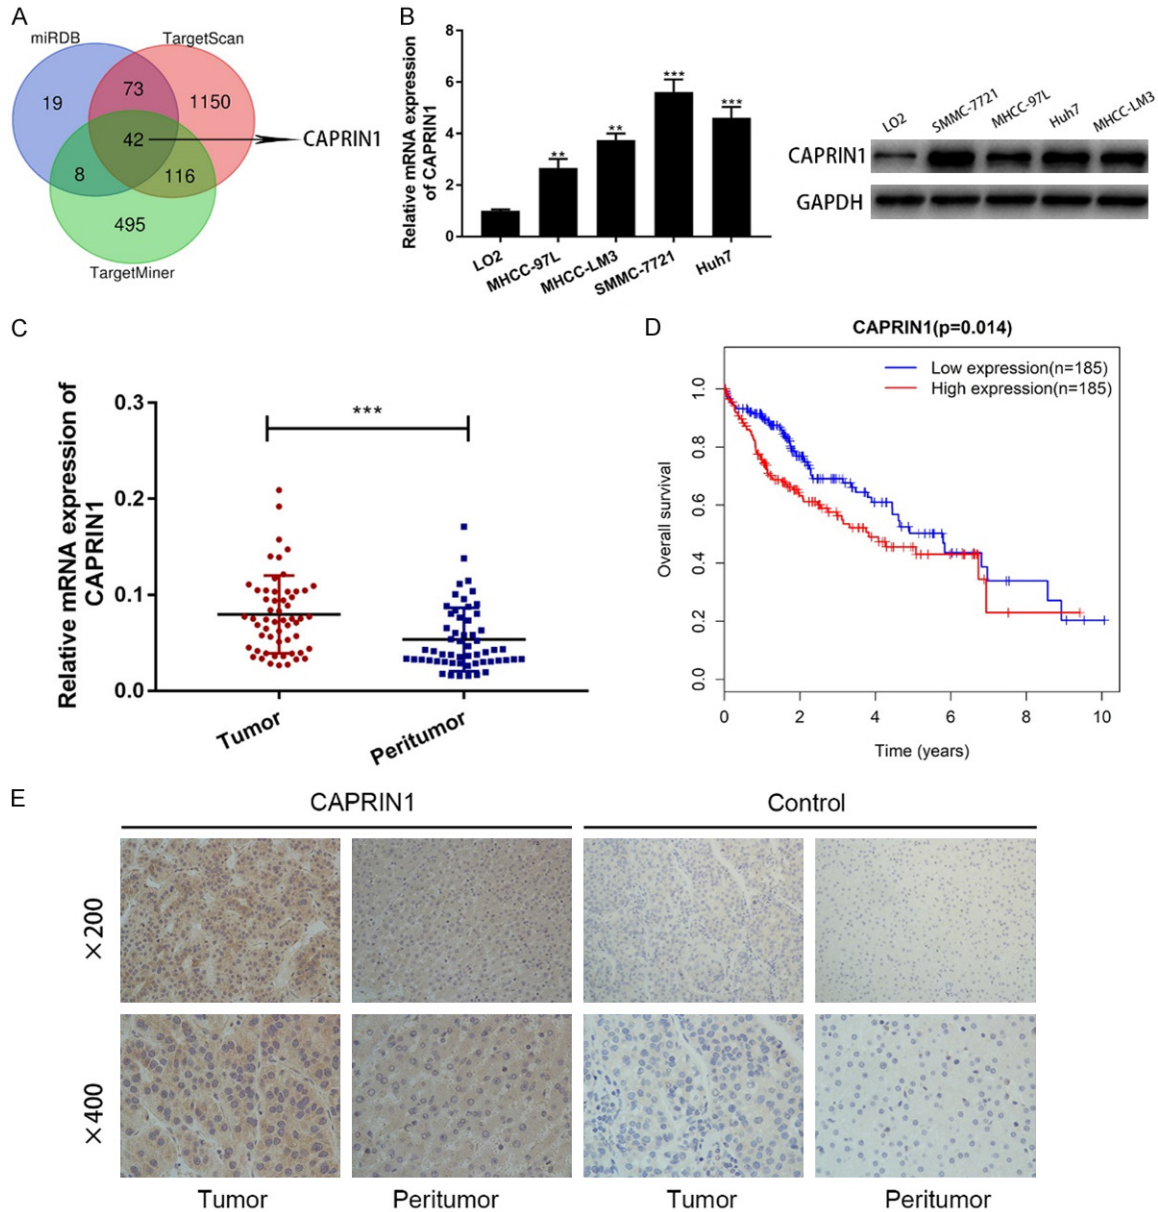 A
miRDB
TargetScan
19
73
1150
42
CAPRIN1
8
116
495
TargetMiner
B
Relative mRNA expression
of CAPRIN1
8
6
4
2
0
**
**
***
***
LO2
MHCC-97L
MHCC-LM3
SMMC-7721
Huh7
LO2
SMMC-7721
MHCC-97L
Huh7
MHCC-LM3
CAPRIN1
GAPDH
C
Relative mRNA expression of
CAPRIN1
0.3
0.2
0.1
0.0
***
Tumor
Peritumor
D
CAPRIN1(p=0.014)
Low expression(n=185)
High expression(n=185)
Overall survival
1.0
0.8
0.6
0.4
0.2
0.0
0
2
4
6
8
10
Time (years)
E
CAPRIN1
Control
×200
×400
Tumor
Peritumor
Tumor
Peritumor